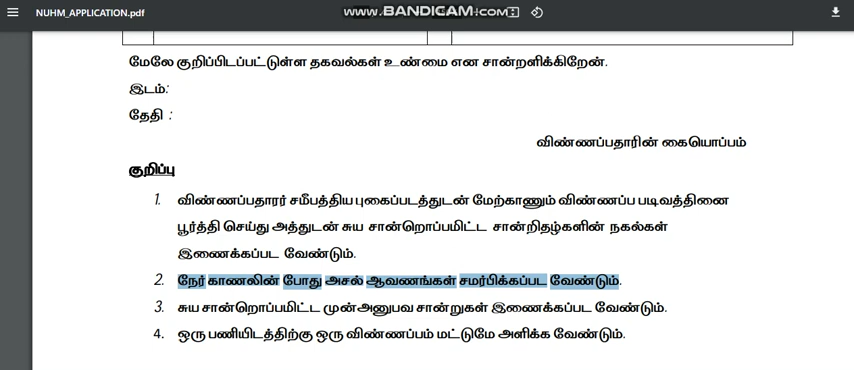 NUHM_APPLICATION.pdf
www.BANDICAM.com
மேலே குறிப்பிடப்பட்டுள்ள தகவல்கள் உண்மை என சான்றளிக்கிறேன்.
இடம்:
தேதி :
விண்ணப்பதாரின் கையொப்பம்
குறிப்பு
1. விண்ணப்பதாரர் சமீபத்திய புகைப்படத்துடன் மேற்காணும் விண்ணப்ப படிவத்தினை
பூர்த்தி செய்து அத்துடன் சுய சான்றொப்பமிட்ட சான்றிதழ்களின் நகல்கள்
இணைக்கப்பட வேண்டும்.
2. நேர் காணலின் போது அசல் ஆவணங்கள் சமர்பிக்கப்பட வேண்டும்.
3. சுய சான்றொப்பமிட்ட முன்அனுபவ சான்றுகள் இணைக்கப்பட வேண்டும்.
4. ஒரு பணியிடத்திற்கு ஒரு விண்ணப்பம் மட்டுமே அளிக்க வேண்டும்.